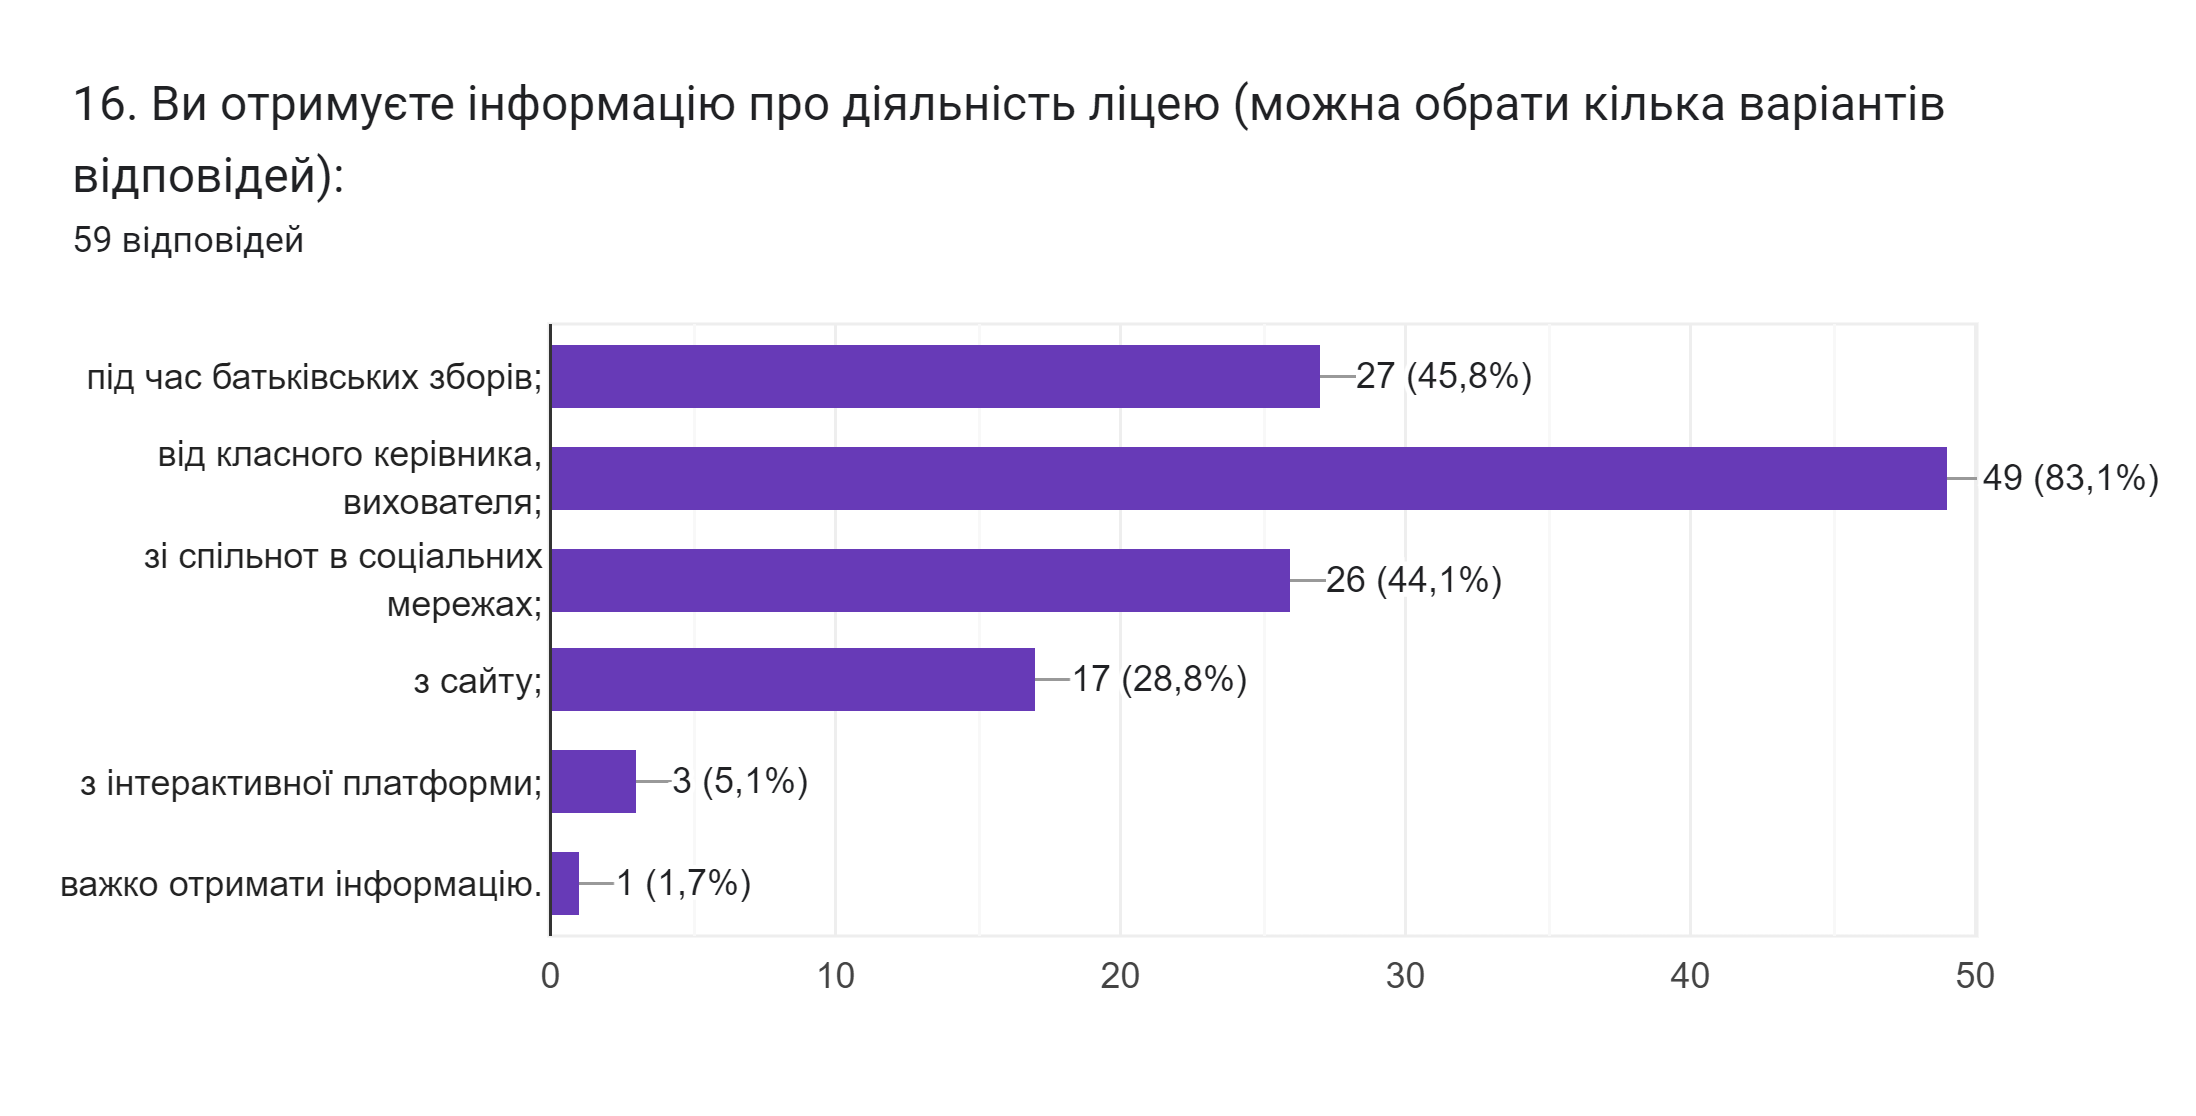 16. Ви отримуєте інформацію про діяльність ліцею (можна обрати кілька варіантів
відповідей):
59 відповідей
під час батьківських зборів;
27 (45,8%)
від класного керівника,
вихователя;
49 (83,1%)
зі спільнот в соціальних
мережах;
26 (44,1%)
з сайту;
17 (28,8%)
з інтерактивної платформи;
3 (5,1%)
важко отримати інформацію.
1 (1,7%)
0 10 20 30 40 50